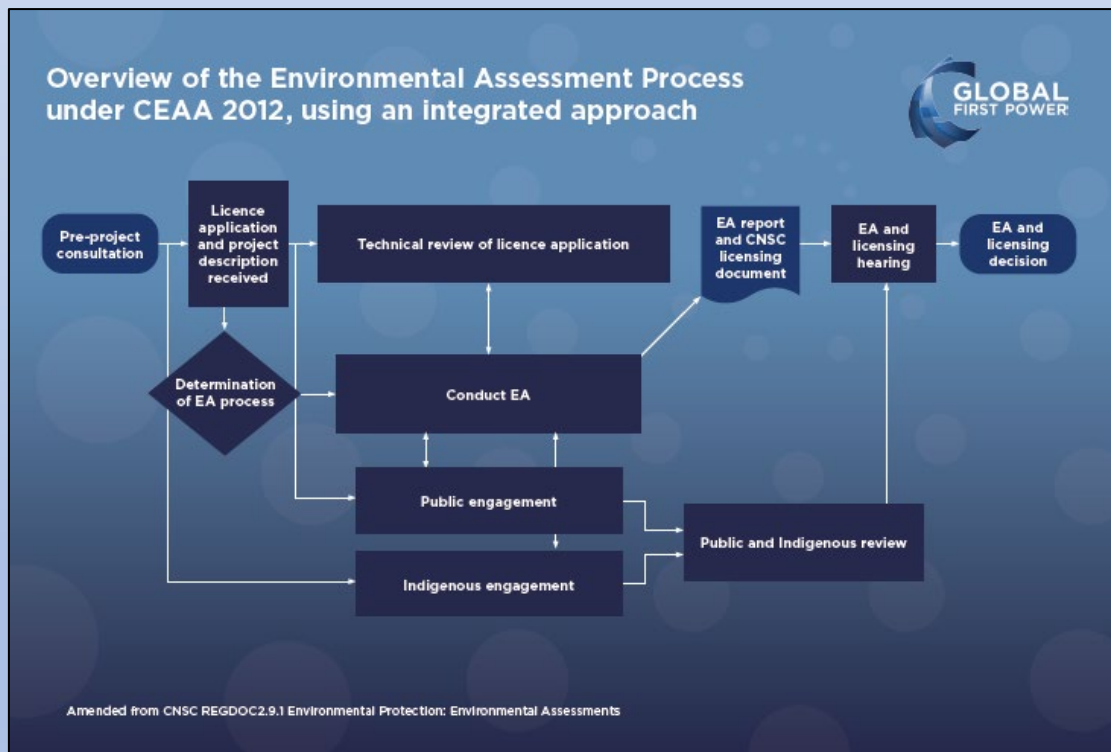 Overview of the Environmental Assessment Process
under CEAA 2012, using an integrated approach
GLOBAL
FIRST POWER
Pre-project
consultation
Licence
application
and project
description
received
Technical review of licence application
EA report
and CNSC
licensing
document
EA and
licensing
hearing
EA and
licensing
decision
Determination
of EA process
Conduct EA
Public engagement
Public and Indigenous review
Indigenous engagement
Amended from CNSC REGDOC2.9.1 Environmental Protection: Environmental Assessments